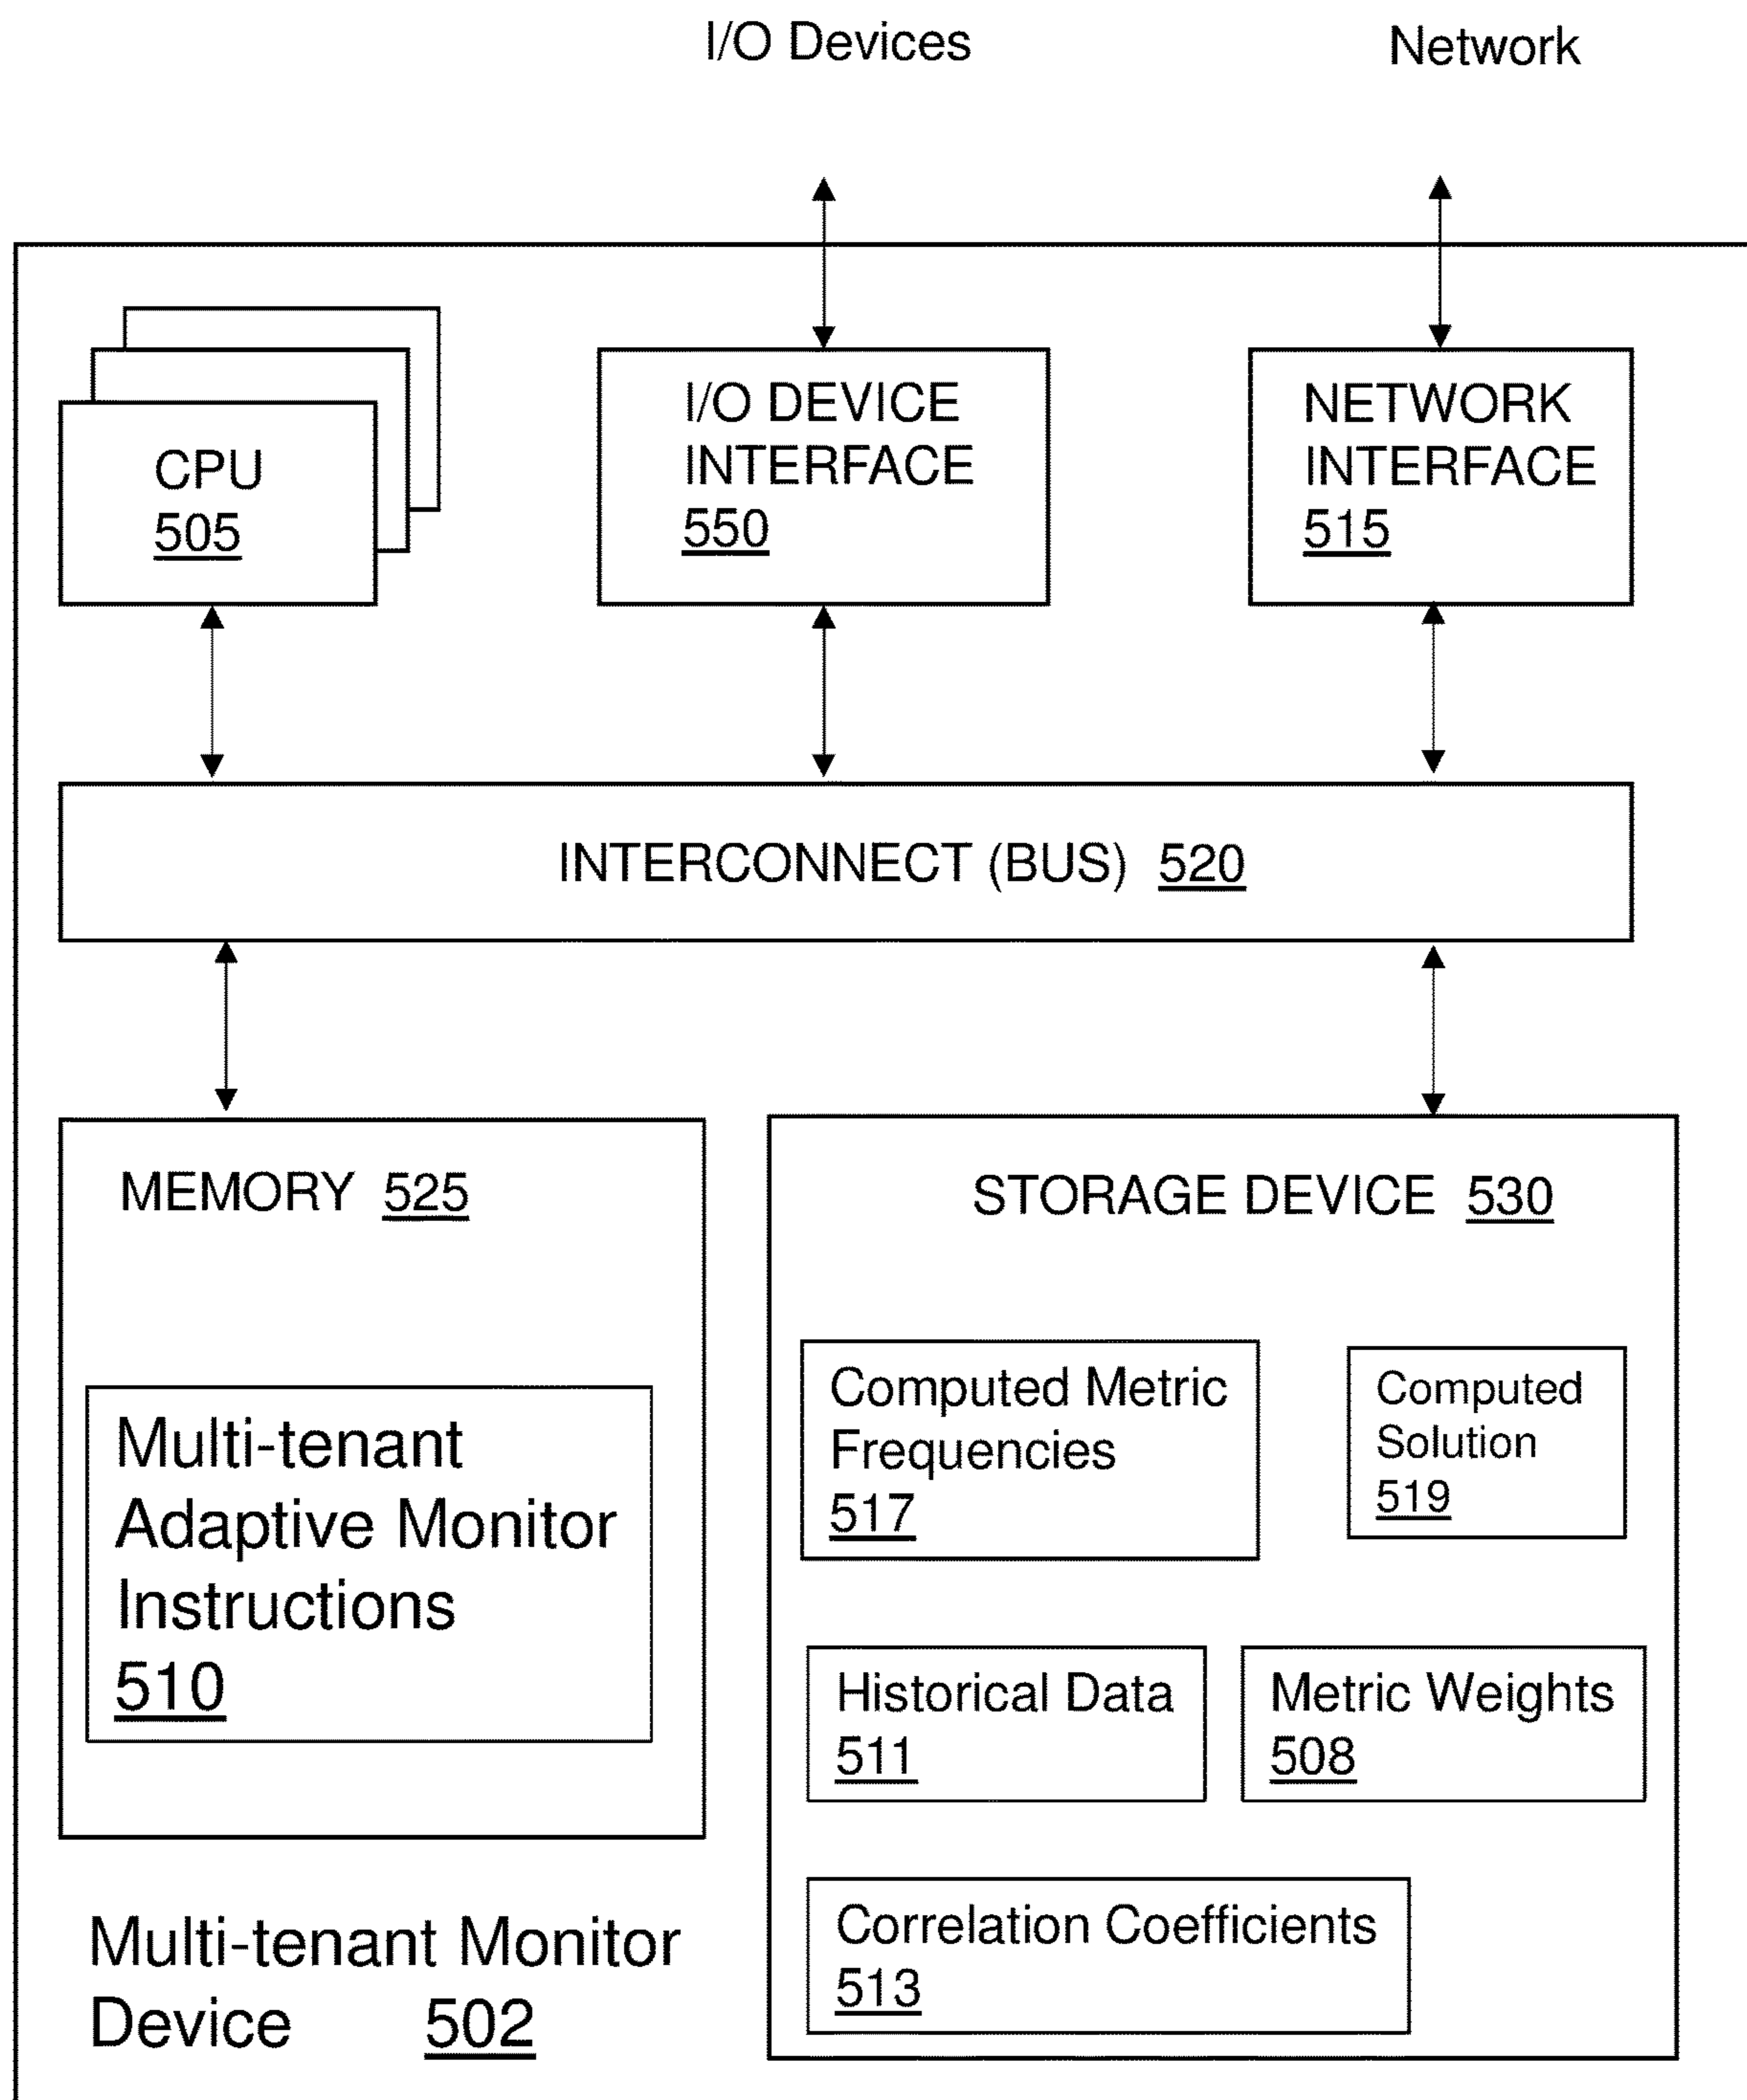 I/O Devices
Network
CPU
505
I/O DEVICE
INTERFACE
550
NETWORK
INTERFACE
515
INTERCONNECT (BUS) 520
MEMORY 525
Multi-tenant
Adaptive Monitor
Instructions
510
STORAGE DEVICE 530
Computed Metric
Frequencies
517
Computed
Solution
519
Historical Data
511
Metric Weights
508
Correlation Coefficients
513
Multi-tenant Monitor
Device 502